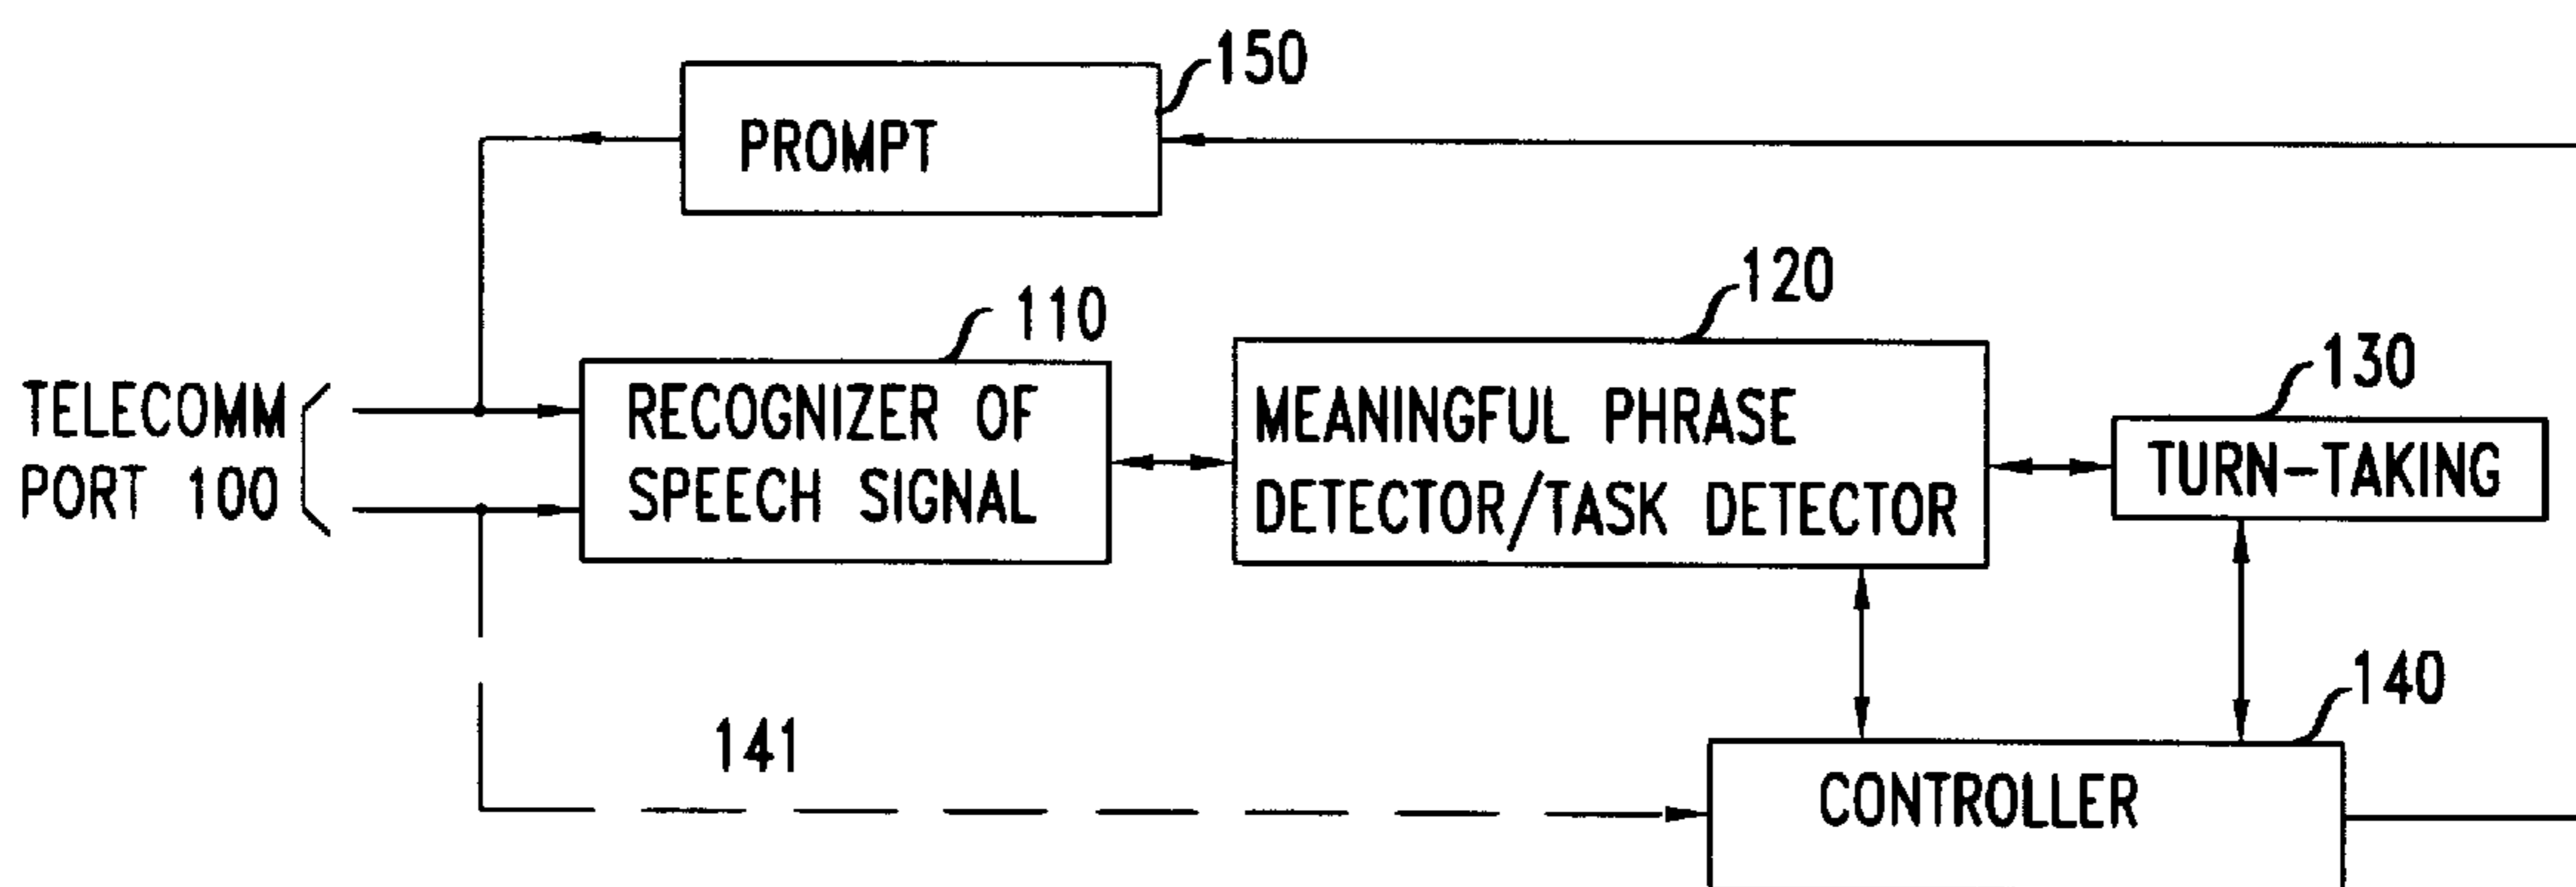 150
PROMPT
110
120
130
TELECOMM
PORT 100
RECOGNIZER OF
SPEECH SIGNAL
MEANINGFUL PHRASE
DETECTOR/TASK DETECTOR
TURN-TAKING
140
141
CONTROLLER